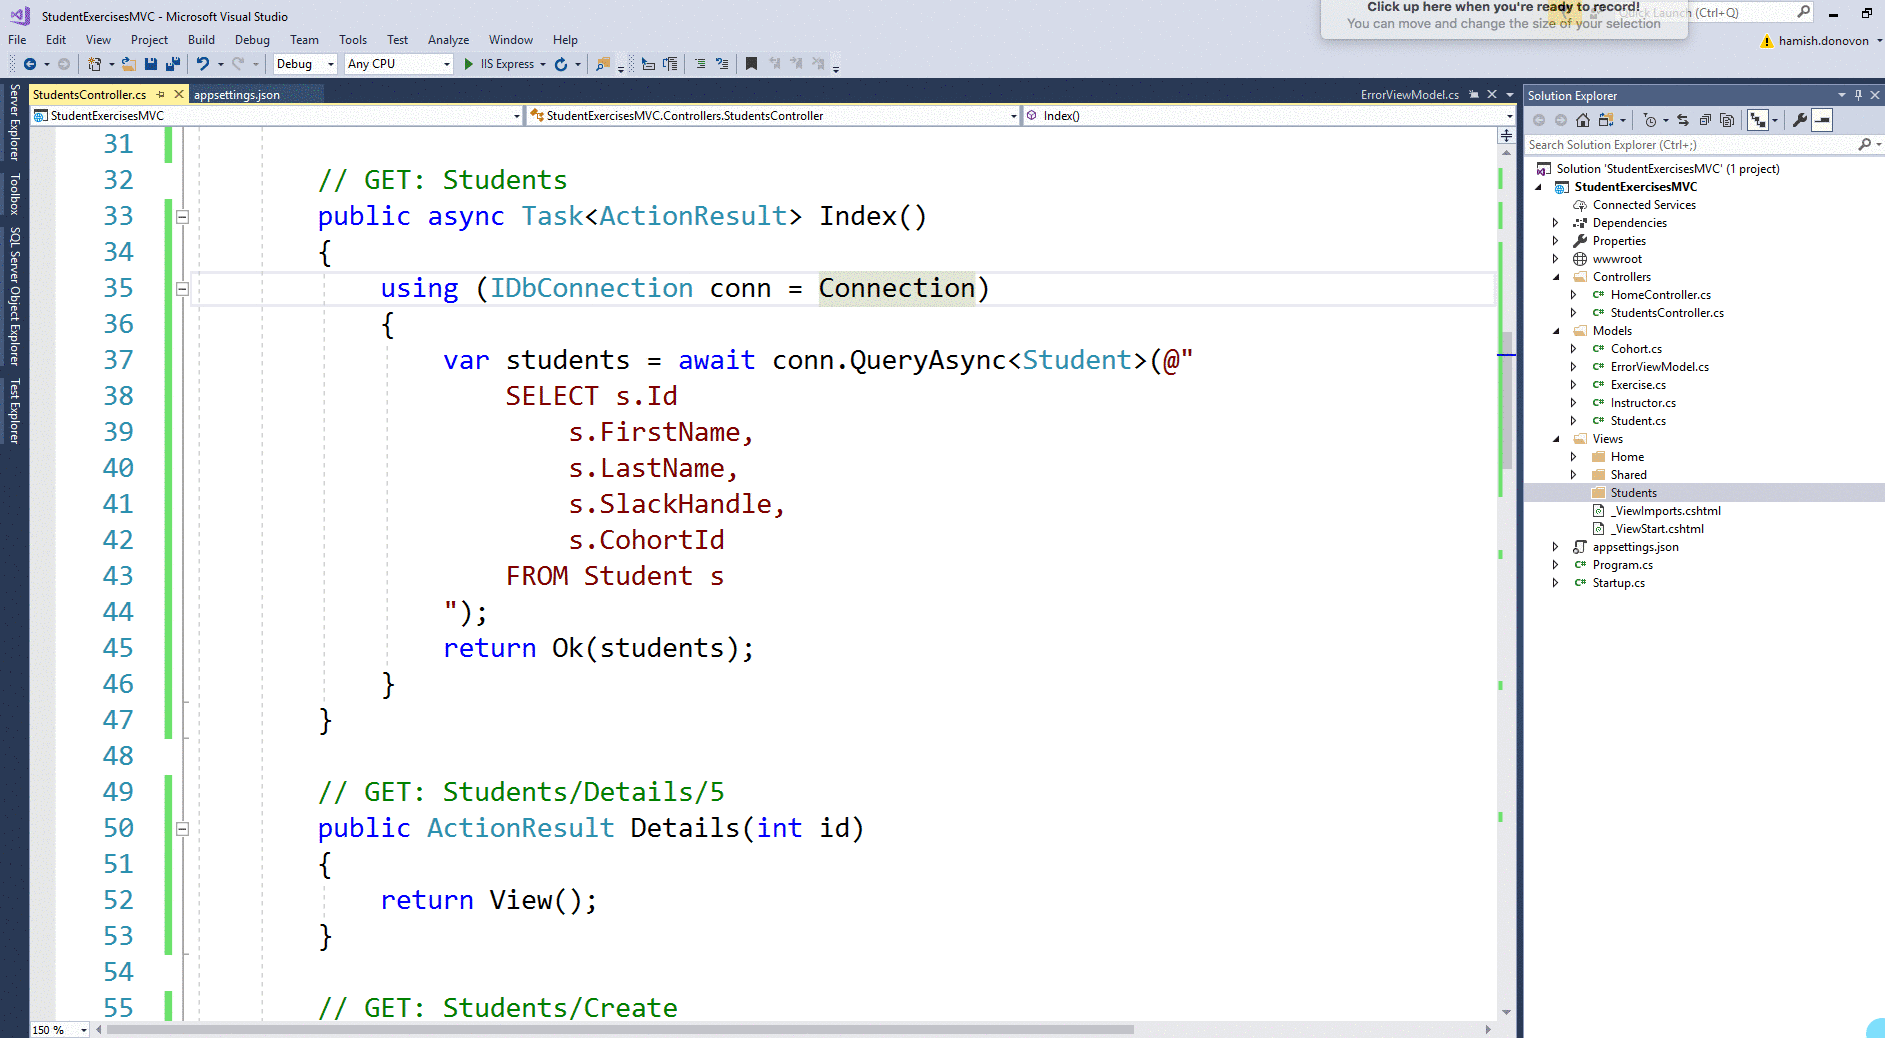 StudentExercisesMVC - Microsoft Visual Studio
Click up here when you're ready to record!
You can move and change the size of your selection
Quick Launch (Ctrl+Q)
File Edit View Project Build Debug Team Tools Test Analyze Window Help
hamish.donovon
Debug Any CPU IIS Express
Server Explorer
Toolbox
SQL Server Object Explorer
Test Explorer
StudentsController.cs appsettings.json ErrorViewModel.cs
StudentExercisesMVC StudentExercisesMVC.Controllers.StudentsController Index()
31
32 // GET: Students
33 public async Task<ActionResult> Index()
34 {
35 using (IDbConnection conn = Connection)
36 {
37 var students = await conn.QueryAsync<Student>(@"
38 SELECT s.Id
39 s.FirstName,
40 s.LastName,
41 s.SlackHandle,
42 s.CohortId
43 FROM Student s
44 ");
45 return Ok(students);
46 }
47 }
48
49 // GET: Students/Details/5
50 public ActionResult Details(int id)
51 {
52 return View();
53 }
54
55 // GET: Students/Create
150 %
Solution Explorer
Search Solution Explorer (Ctrl+;)
Solution 'StudentExercisesMVC' (1 project)
StudentExercisesMVC
Connected Services
Dependencies
Properties
wwwroot
Controllers
C# HomeController.cs
C# StudentsController.cs
Models
C# Cohort.cs
C# ErrorViewModel.cs
C# Exercise.cs
C# Instructor.cs
C# Student.cs
Views
Home
Shared
Students
_ViewImports.cshtml
_ViewStart.cshtml
appsettings.json
C# Program.cs
C# Startup.cs